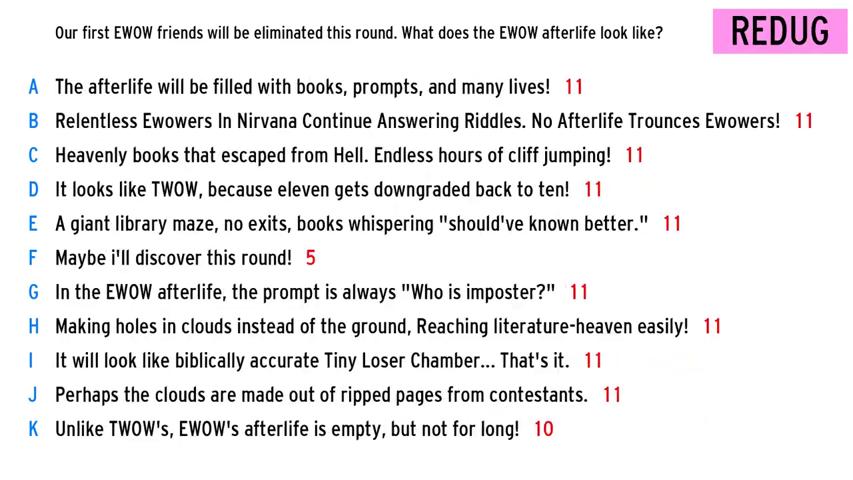 Our first EWOW friends will be eliminated this round. What does the EWOW afterlife look like?
REDUG
A The afterlife will be filled with books, prompts, and many lives! 11
B Relentless Ewowers In Nirvana Continue Answering Riddles. No Afterlife Trounces Ewowers! 11
C Heavenly books that escaped from Hell. Endless hours of cliff jumping! 11
D It looks like TWOW, because eleven gets downgraded back to ten! 11
E A giant library maze, no exits, books whispering "should've known better." 11
F Maybe i'll discover this round! 5
G In the EWOW afterlife, the prompt is always "Who is imposter?" 11
H Making holes in clouds instead of the ground, Reaching literature-heaven easily! 11
I It will look like biblically accurate Tiny Loser Chamber... That's it. 11
J Perhaps the clouds are made out of ripped pages from contestants. 11
K Unlike TWOW's, EWOW's afterlife is empty, but not for long! 10